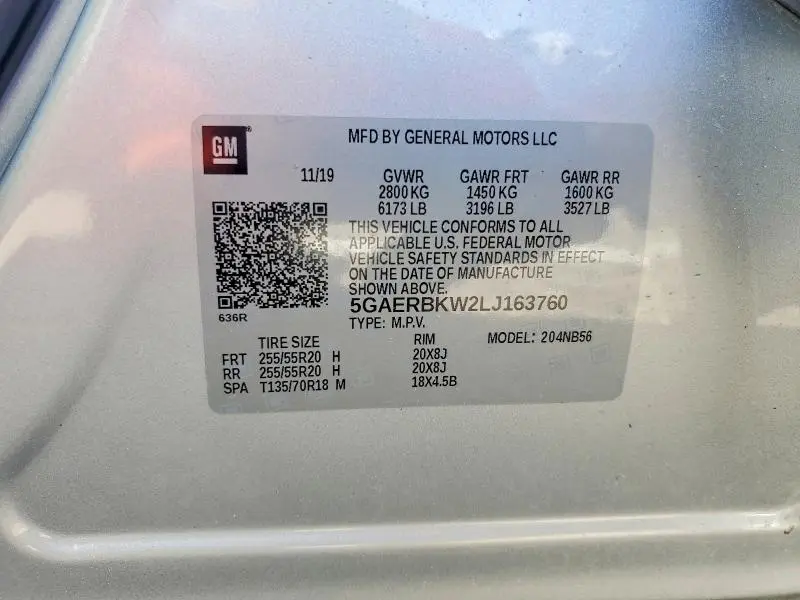 GM
MFD BY GENERAL MOTORS LLC
11/19 GVWR GAWR FRT GAWR RR
2800 KG 1450 KG 1600 KG
6173 LB 3196 LB 3527 LB
THIS VEHICLE CONFORMS TO ALL
APPLICABLE U.S. FEDERAL MOTOR
VEHICLE SAFETY STANDARDS IN EFFECT
ON THE DATE OF MANUFACTURE
SHOWN ABOVE.
636R
5GAERBKW2LJ163760
TYPE: M.P.V. MODEL: 204NB56
TIRE SIZE RIM
FRT 255/55R20 H 20X8J
RR 255/55R20 H 20X8J
SPA T135/70R18 M 18X4.5B